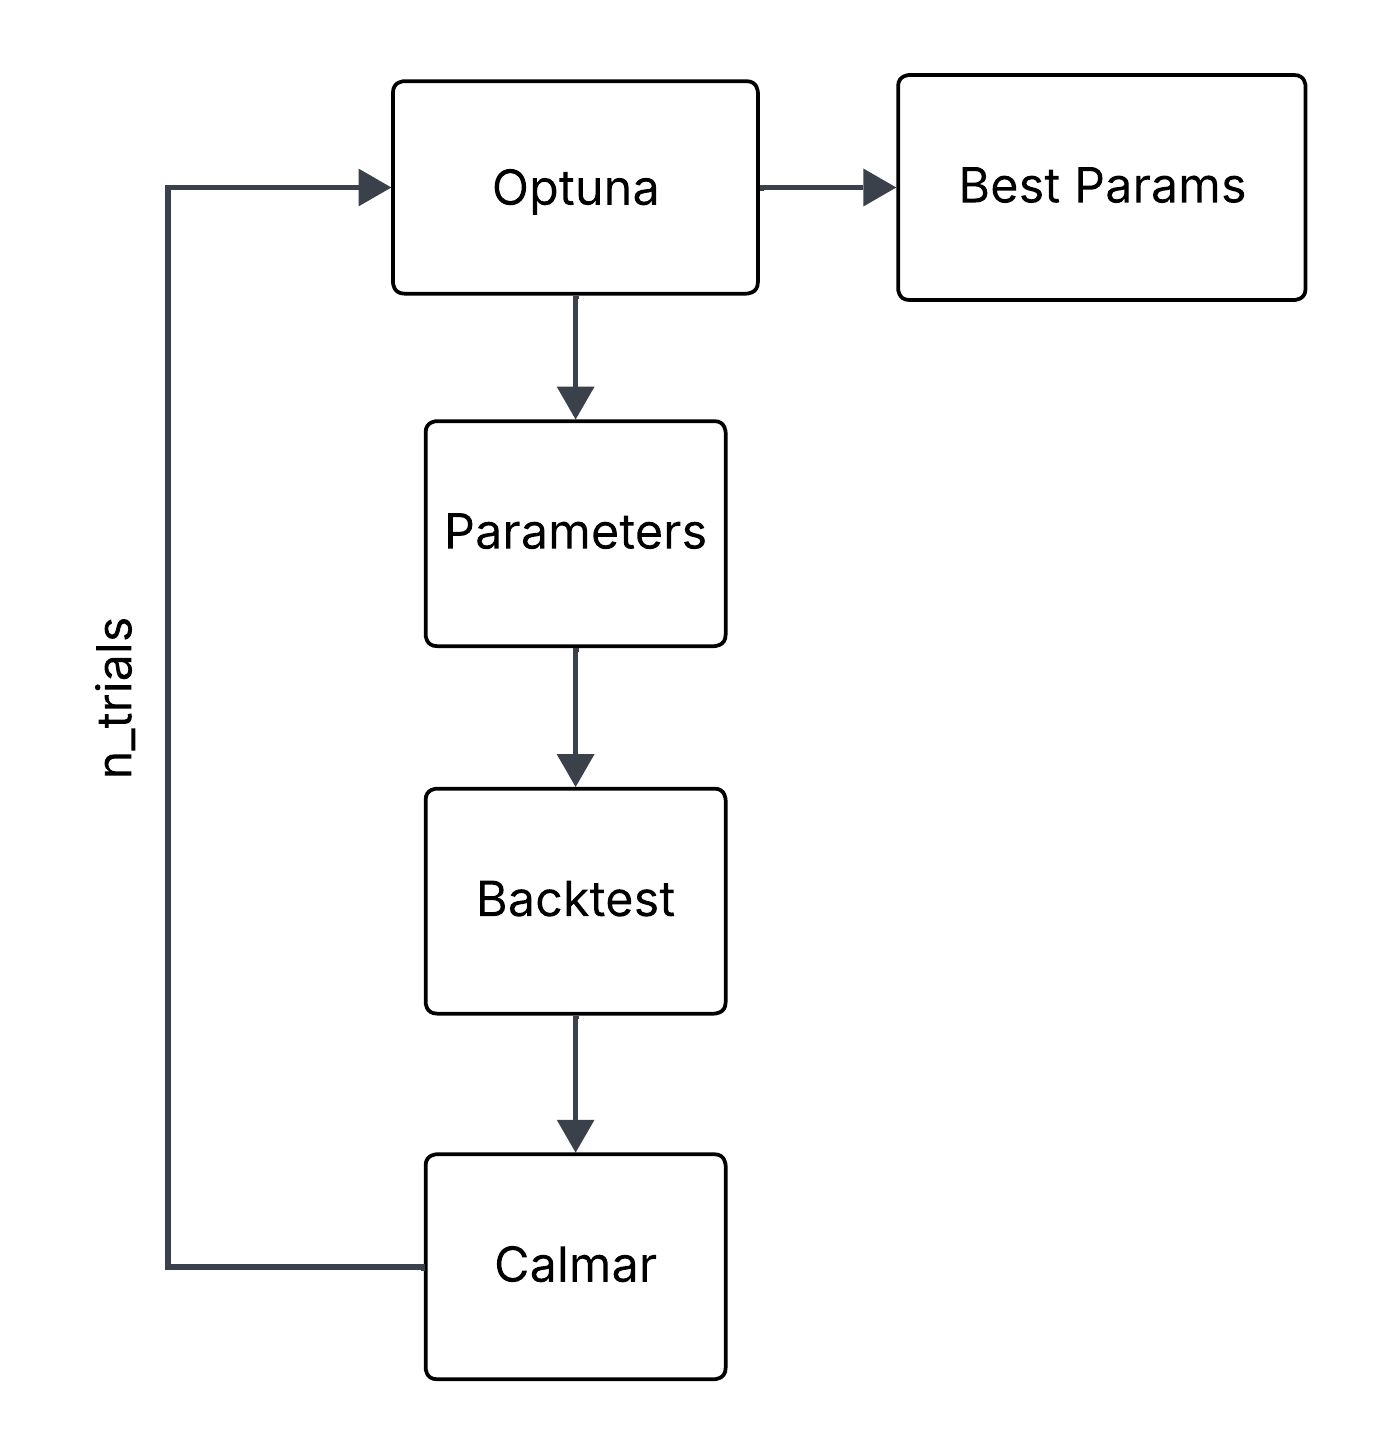 Optuna
Best Params
Parameters
n_trials
Backtest
Calmar